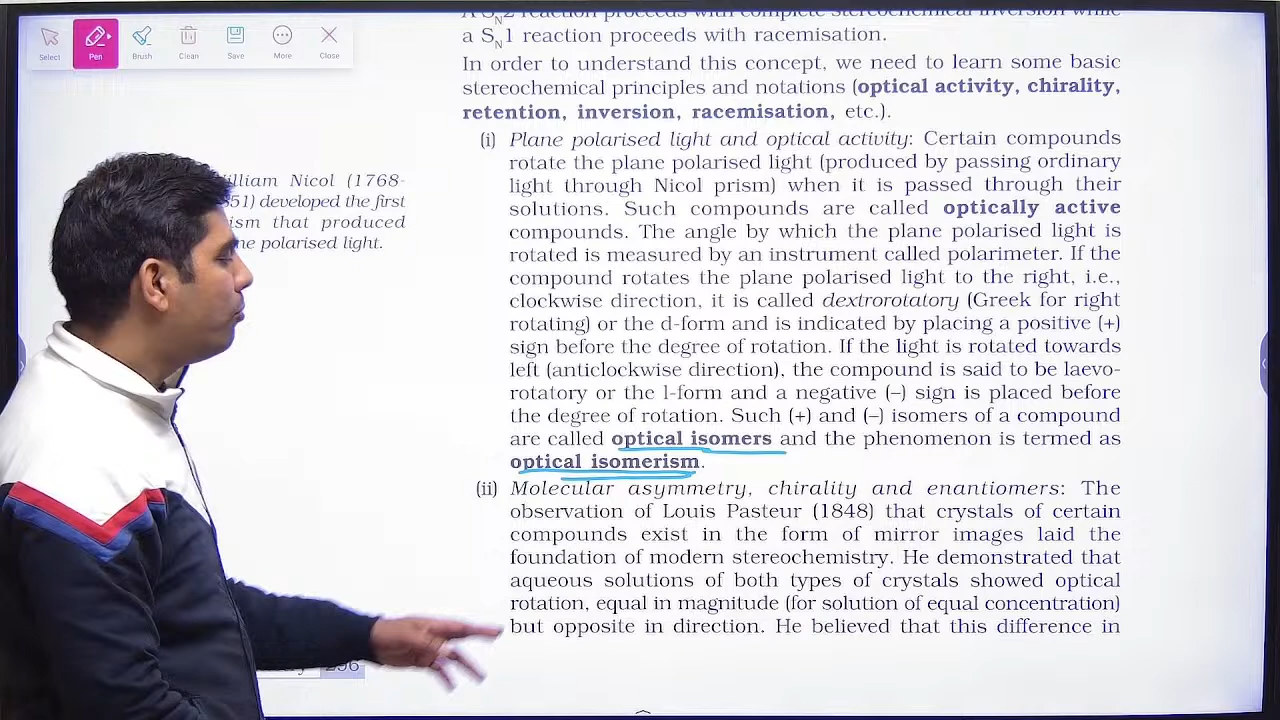 Select
Pen
Brush
Clean
Save
More
Close
A SN2 reaction proceeds with complete stereochemical inversion while
a SN1 reaction proceeds with racemisation.
In order to understand this concept, we need to learn some basic
stereochemical principles and notations (optical activity, chirality,
retention, inversion, racemisation, etc.).
(i) Plane polarised light and optical activity: Certain compounds
rotate the plane polarised light (produced by passing ordinary
light through Nicol prism) when it is passed through their
solutions. Such compounds are called optically active
compounds. The angle by which the plane polarised light is
rotated is measured by an instrument called polarimeter. If the
compound rotates the plane polarised light to the right, i.e.,
clockwise direction, it is called dextrorotatory (Greek for right
rotating) or the d-form and is indicated by placing a positive (+)
sign before the degree of rotation. If the light is rotated towards
left (anticlockwise direction), the compound is said to be laevo-
rotatory or the l-form and a negative (–) sign is placed before
the degree of rotation. Such (+) and (–) isomers of a compound
are called optical isomers and the phenomenon is termed as
optical isomerism.
(ii) Molecular asymmetry, chirality and enantiomers: The
observation of Louis Pasteur (1848) that crystals of certain
compounds exist in the form of mirror images laid the
foundation of modern stereochemistry. He demonstrated that
aqueous solutions of both types of crystals showed optical
rotation, equal in magnitude (for solution of equal concentration)
but opposite in direction. He believed that this difference in
illiam Nicol (1768-
51) developed the first
ism that produced
ne polarised light.
296